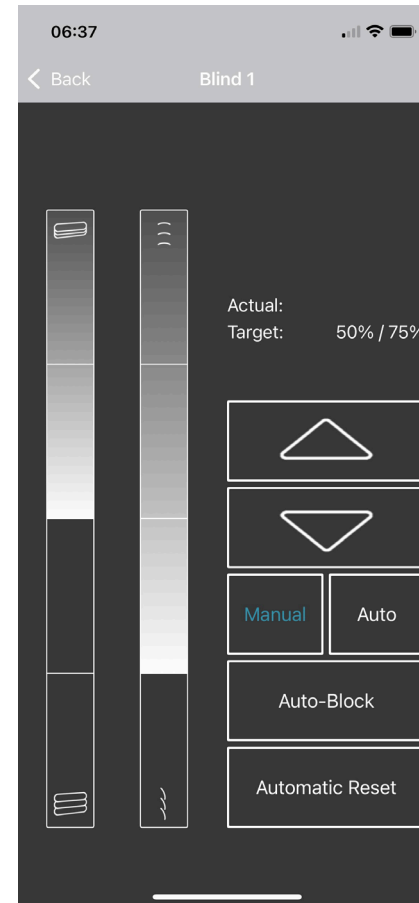 06:37
Back
Blind 1
Actual:
Target: 50% / 75%
Manual
Auto
Auto-Block
Automatic Reset